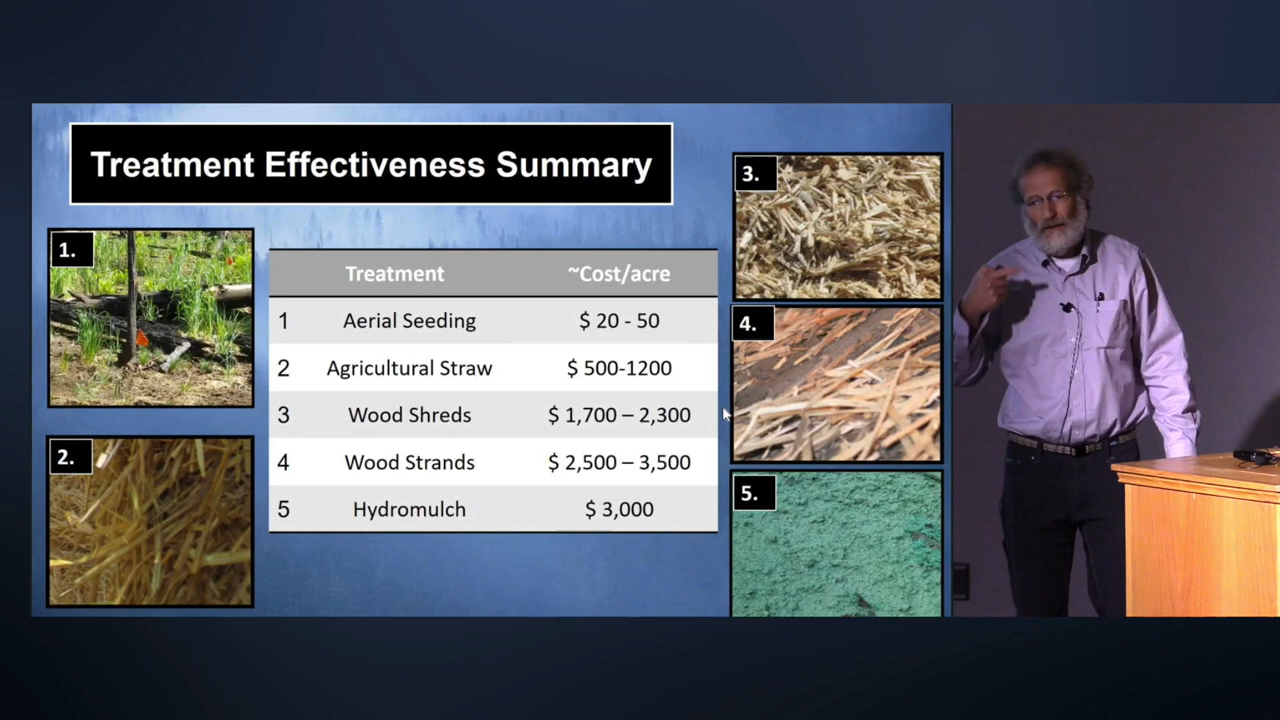 Treatment Effectiveness Summary
1.
2.
Treatment ~Cost/acre
1 Aerial Seeding $ 20 - 50
2 Agricultural Straw $ 500-1200
3 Wood Shreds $ 1,700 – 2,300
4 Wood Strands $ 2,500 – 3,500
5 Hydromulch $ 3,000
3.
4.
5.